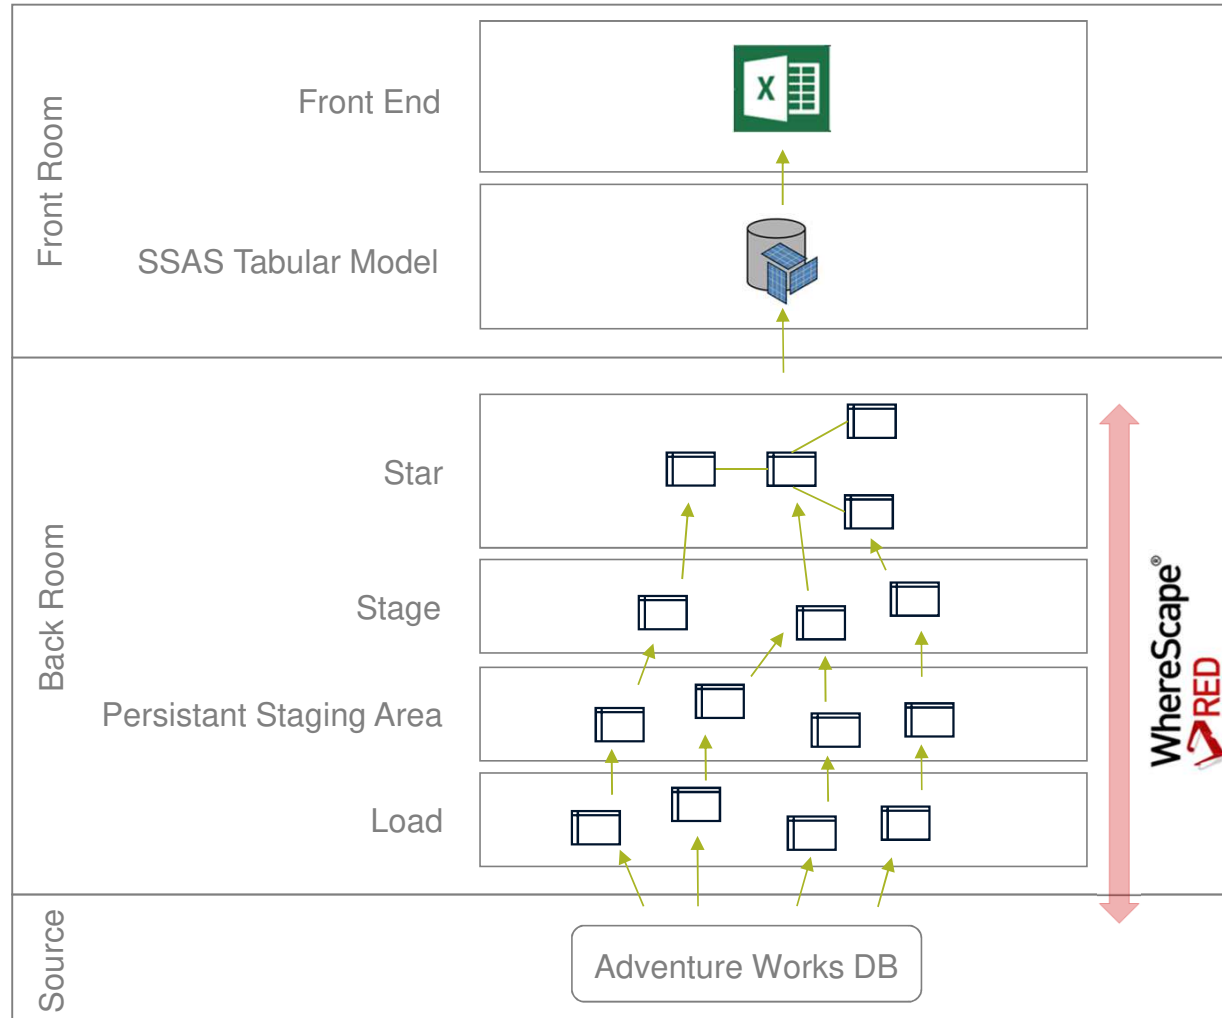 Front Room
Front End
X
SSAS Tabular Model
Back Room
Star
Stage
Persistant Staging Area
Load
WhereScape®
RED
Source
Adventure Works DB